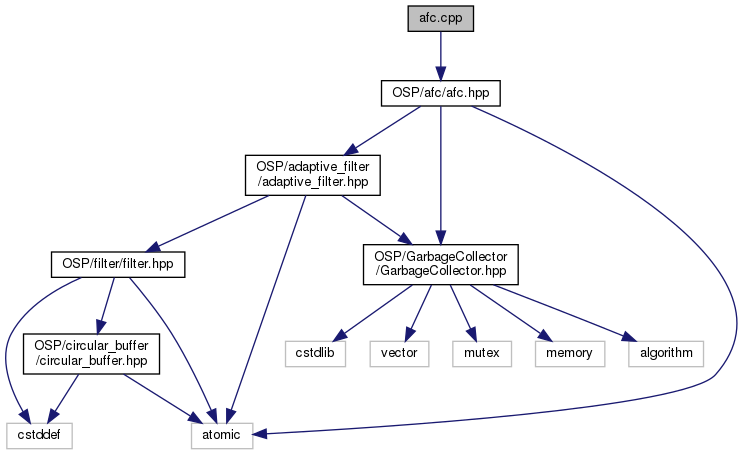 afc.cpp
OSP/afc/afc.hpp
OSP/adaptive_filter
/adaptive_filter.hpp
OSP/filter/filter.hpp
OSP/GarbageCollector
/GarbageCollector.hpp
OSP/circular_buffer
/circular_buffer.hpp
cstdlib
vector
mutex
memory
algorithm
cstddef
atomic